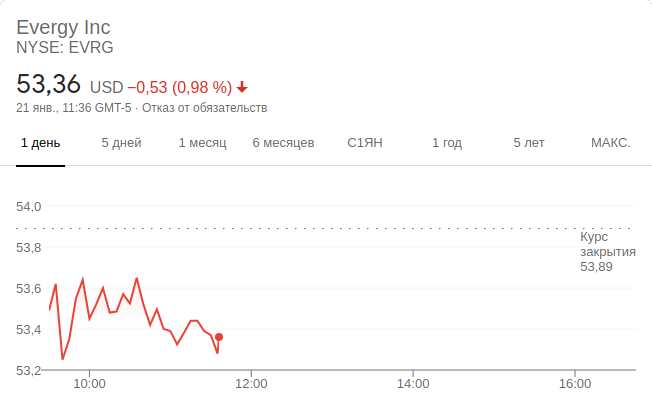 Evergy Inc
NYSE: EVRG
53,36 USD −0,53 (0,98 %)
21 янв., 11:36 GMT-5 · Отказ от обязательств
1 день 5 дней 1 месяц 6 месяцев С1ЯН 1 год 5 лет МАКС.
54,0
Курс
закрытия
53,89
53,8
53,6
53,4
53,2
10:00 12:00 14:00 16:00